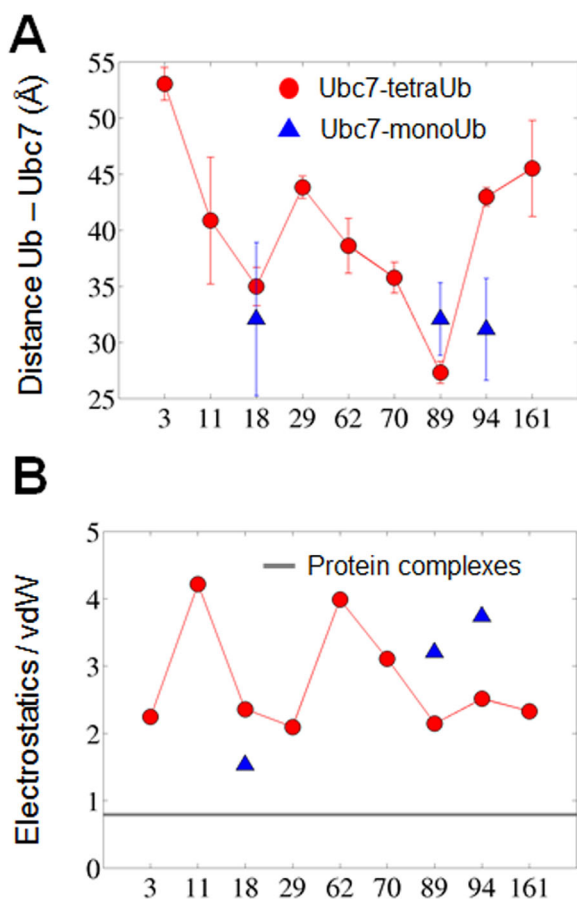 A
Distance Ub – Ubc7 (Å)
55
50
45
40
35
30
25
Ubc7-tetraUb
Ubc7-monoUb
3 11 18 29 62 70 89 94 161
B
Electrostatics / vdW
5
4
3
2
1
0
Protein complexes
3 11 18 29 62 70 89 94 161